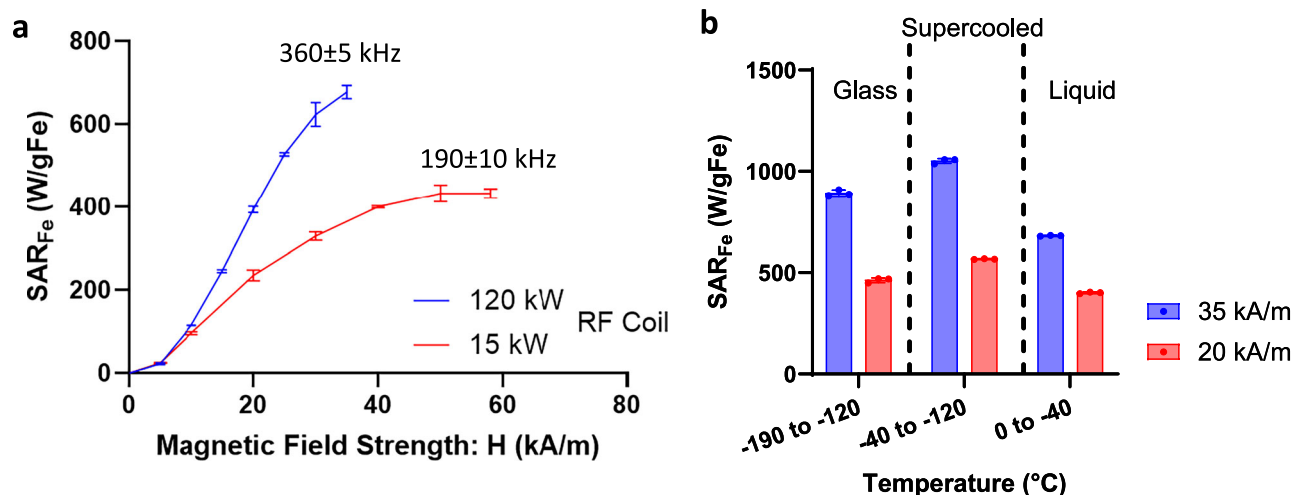 a
800
600
400
200
0
SAR_Fe (W/gFe)
360±5 kHz
190±10 kHz
120 kW
15 kW
RF Coil
0 20 40 60 80
Magnetic Field Strength: H (kA/m)
b
Supercooled
Glass
Liquid
1500
1000
500
0
SAR_Fe (W/gFe)
35 kA/m
20 kA/m
-190 to -120
-40 to -120
0 to -40
Temperature (°C)